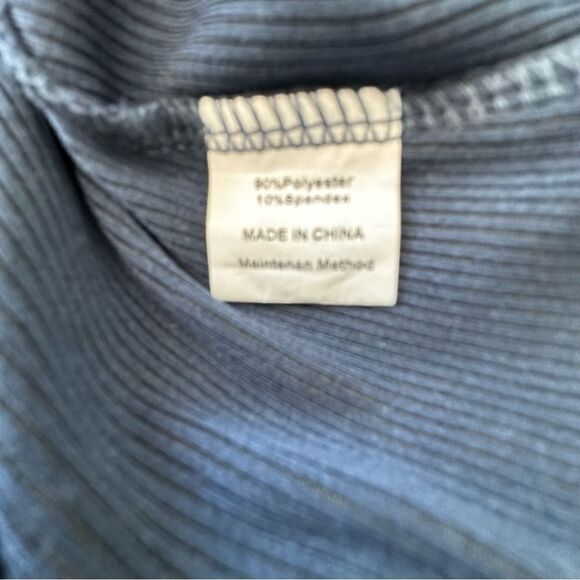 90%Polyester
10%Spandex
MADE IN CHINA
Maintenan Method